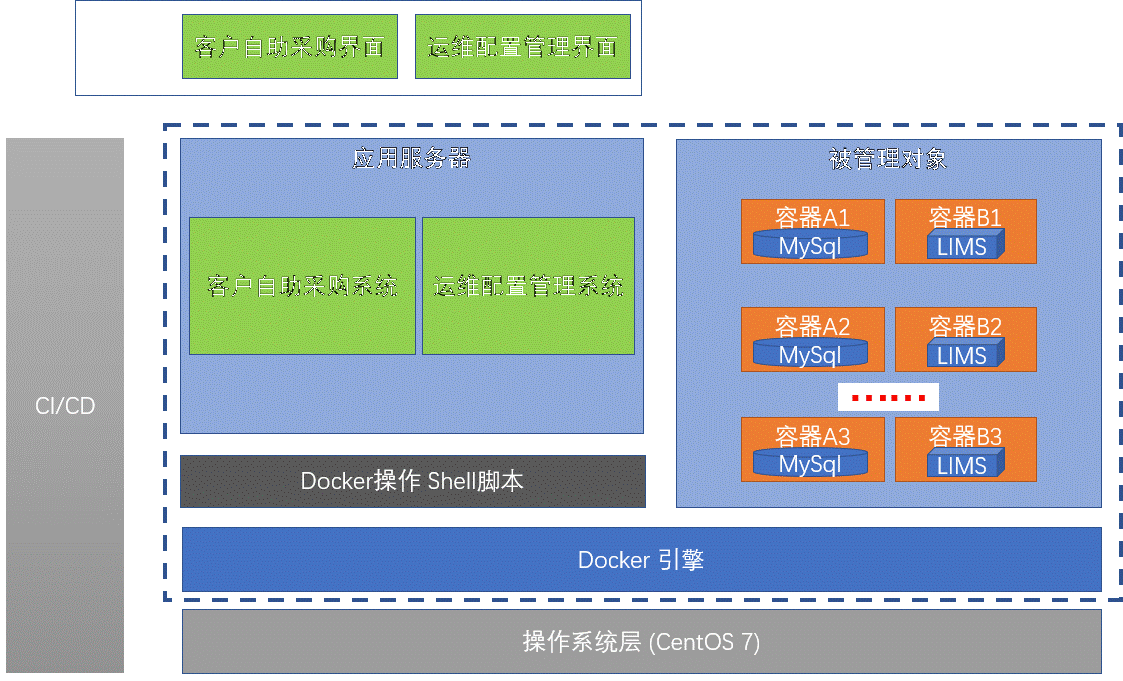 客户自助采购界面
运维配置管理界面
应用服务器
被管理对象
客户自助采购系统
运维配置管理系统
容器A1
MySql
容器B1
LIMS
容器A2
MySql
容器B2
LIMS
容器A3
MySql
容器B3
LIMS
CI/CD
Docker操作 Shell脚本
Docker 引擎
操作系统层 (CentOS 7)